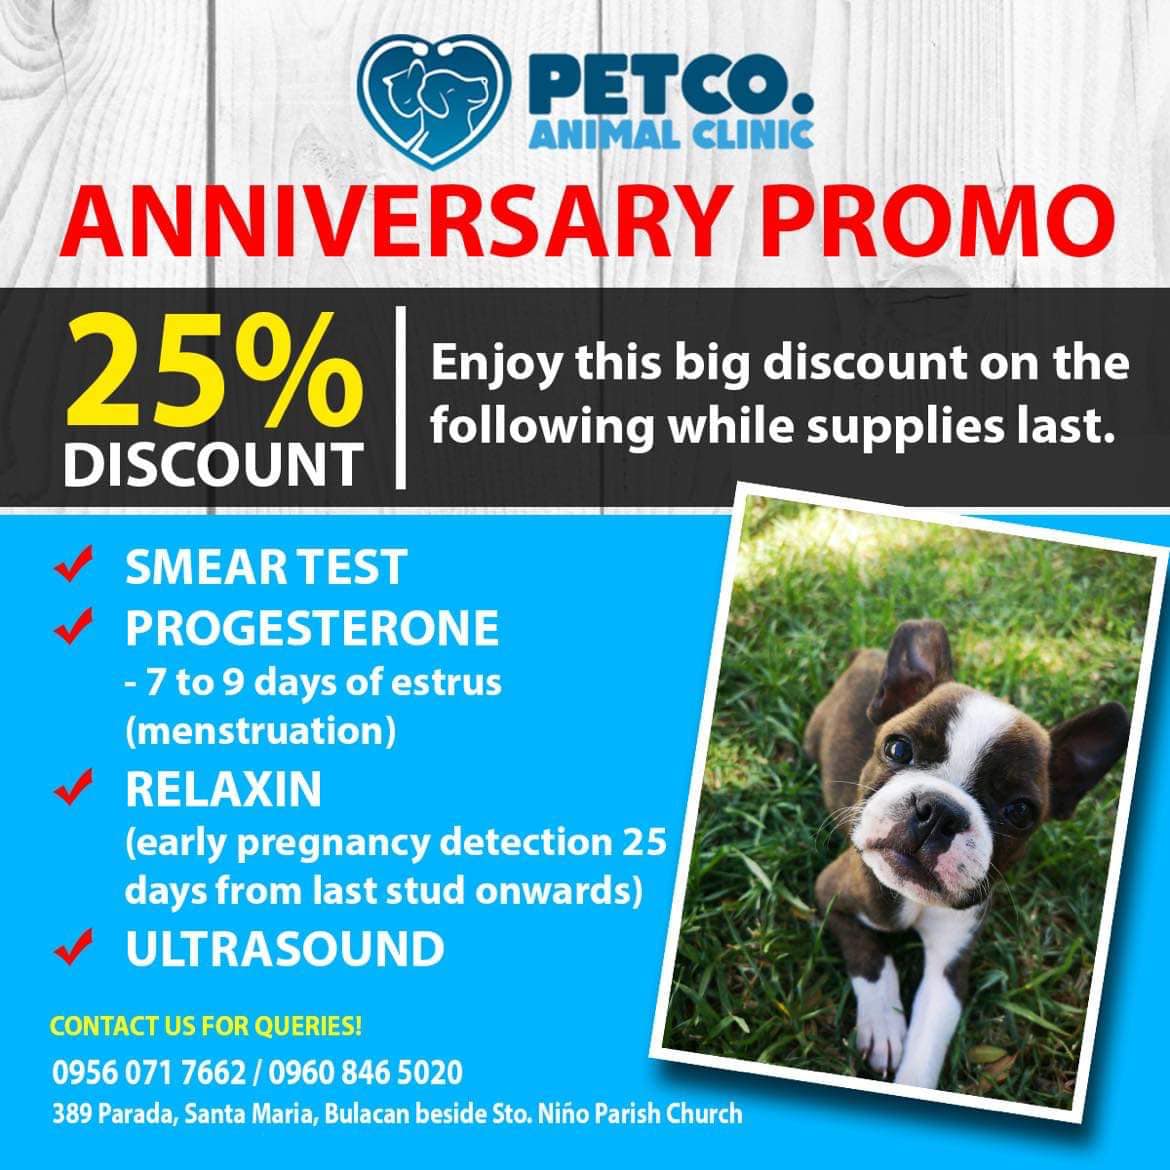 PETCO.
ANIMAL CLINIC
ANNIVERSARY PROMO
25%
DISCOUNT
Enjoy this big discount on the
following while supplies last.
SMEAR TEST
PROGESTERONE
- 7 to 9 days of estrus
(menstruation)
RELAXIN
(early pregnancy detection 25
days from last stud onwards)
ULTRASOUND
CONTACT US FOR QUERIES!
0956 071 7662 / 0960 846 5020
389 Parada, Santa Maria, Bulacan beside Sto. Niño Parish Church